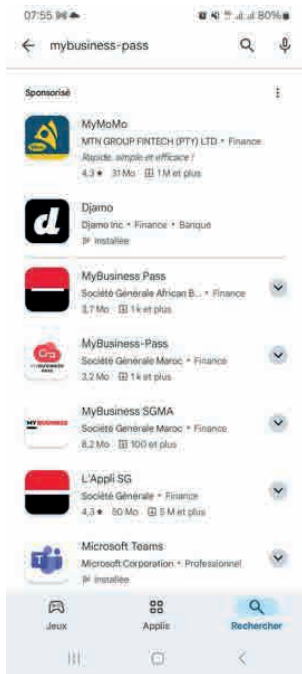 07:55
80%
mybusiness-pass
Sponsorisé
MyMoMo
MTN GROUP FINTECH (PTY) LTD • Finance
Rapide, simple et efficace !
4,3 ★ 31 Mo 1 M et plus
d
Djamo
Djamo Inc • Finance • Banque
Installée
MyBusiness Pass
Société Générale African B... • Finance
3,7 Mo 1 k et plus
MyBusiness-Pass
Société Générale Maroc • Finance
3,2 Mo 1 k et plus
MYBUSINESS
PASS
MyBusiness SGMA
MYBUSINESS
Société Générale Maroc • Finance
8,2 Mo 100 et plus
L'Appli SG
Société Générale • Finance
4,3 ★ 50 Mo 5 M et plus
Microsoft Teams
Microsoft Corporation • Professionnel
Installée
Jeux
Applis
Rechercher